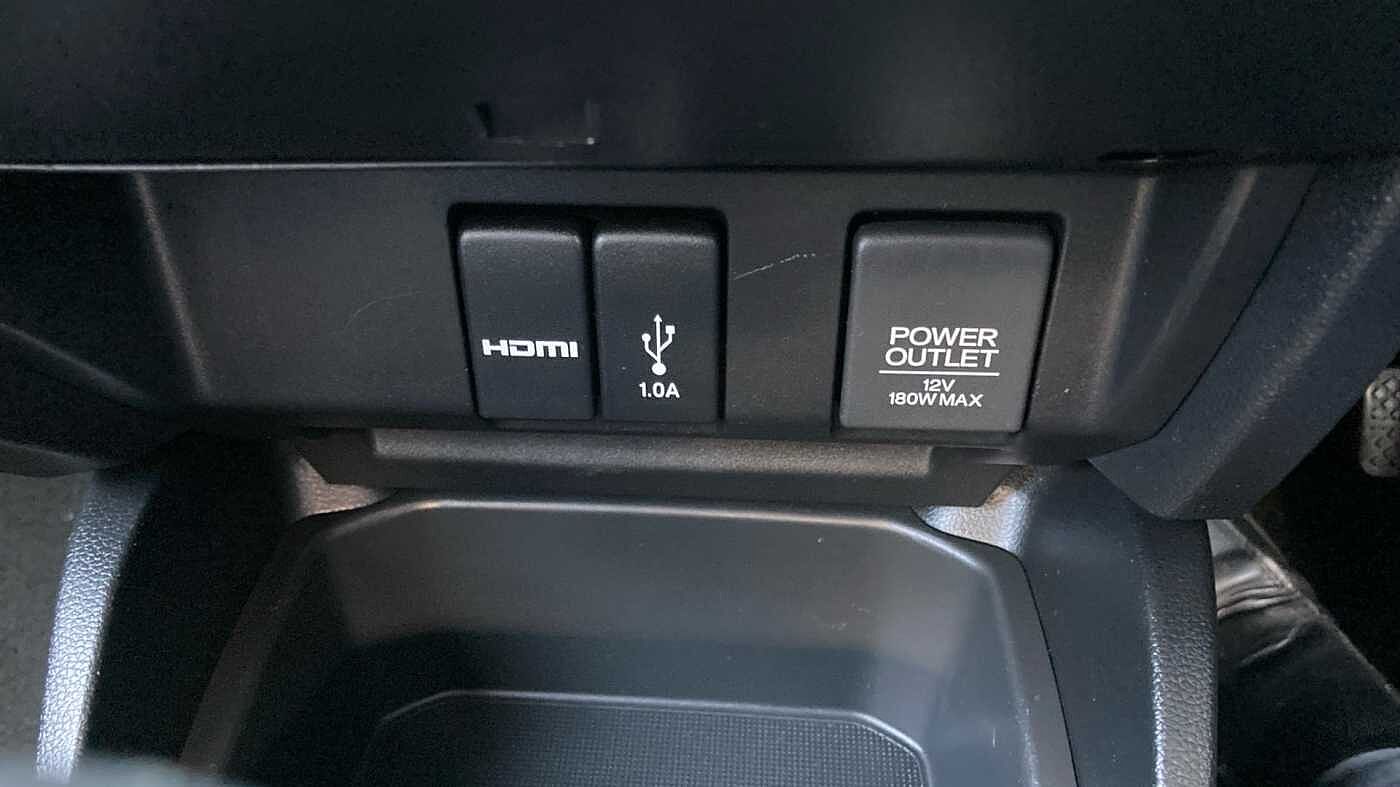 HDMI
1.0A
POWER
OUTLET
12V
180W MAX